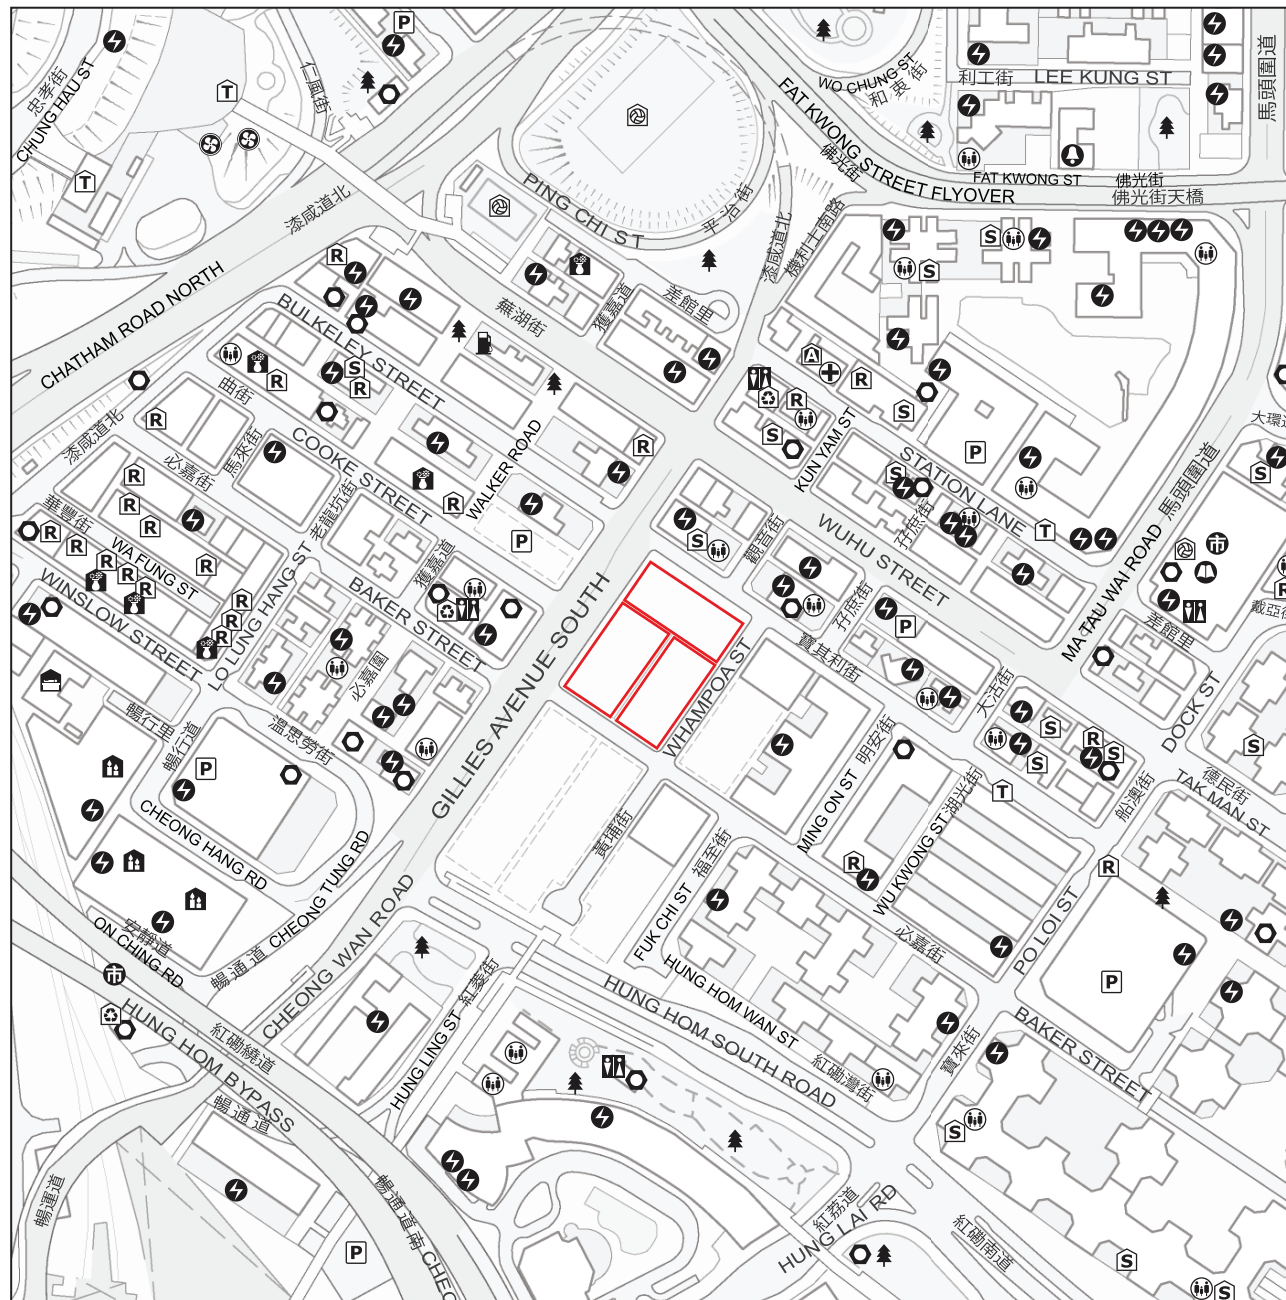 忠孝街
CHUNG HAU ST
仁風街
P
T
T
漆咸道北
CHATHAM ROAD NORTH
漆咸道北
PING CHI ST
平治街
WO CHUNG ST
和衷街
利工街
LEE KUNG ST
馬頭圍道
FAT KWONG STREET FLYOVER
佛光街
FAT KWONG ST
佛光街
佛光街天橋
漆咸道北
機利士南路
蕪湖街
獲嘉道
差館里
BULKELEY STREET
曲街
R
S
R
R
R
COOKE STREET
WALKER ROAD
必嘉街
馬來街
老龍坑街
R
R
R
R
R
R
華豐街
WA FUNG ST
R
R
R
R
R
R
R
R
R
WINSLOW STREET
LO LUNG HANG ST
BAKER STREET
獲嘉道
P
A
R
R
S
S
S
S
KUN YAM ST
STATION LANE
P
S
T
WUHU STREET
孖庶街
觀音街
S
孖庶街
P
寶其利街
MA TAU WAI ROAD
馬頭圍道
大環道
S
市
R
戴亞街
差館里
DOCK ST
S
大沽街
S
R
S
S
T
德民街
TAK MAN ST
船澳街
GILLIES AVENUE SOUTH
WHAMPOA ST
必嘉圍
溫思勞街
暢行里
暢行道
P
CHEONG HANG RD
CHEONG TUNG RD
暢通道
安靜道
ON CHING RD
市
HUNG HOM BYPASS
紅磡繞道
CHEONG WAN ROAD
黃埔街
福至街
FUK CHI ST
MING ON ST
明安街
WU KWONG ST
湖光街
R
R
必嘉街
PO LOI ST
P
BAKER STREET
寶來街
HUNG HOM WAN ST
紅磡灣街
HUNG HOM SOUTH ROAD
HUNG LING ST
紅菱街
暢通道
暢運道
暢通道南
CHEO
P
紅荔道
HUNG LAI RD
紅磡南道
S
S
S